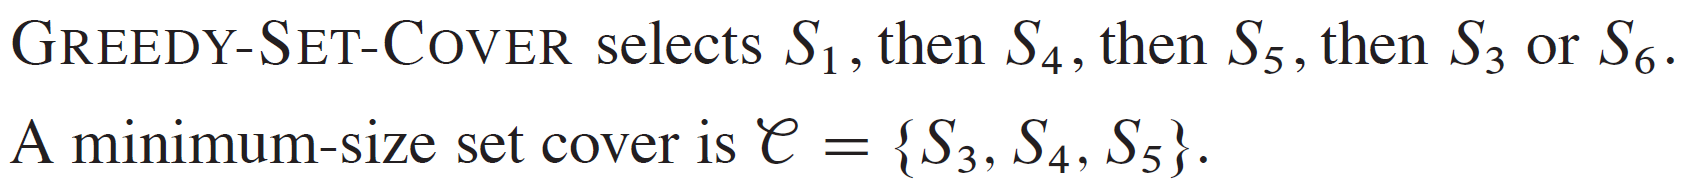 GREEDY-SET-COVER selects S₁, then S₄, then S₅, then S₃ or S₆.
A minimum-size set cover is 𝒞 = {S₃, S₄, S₅}.